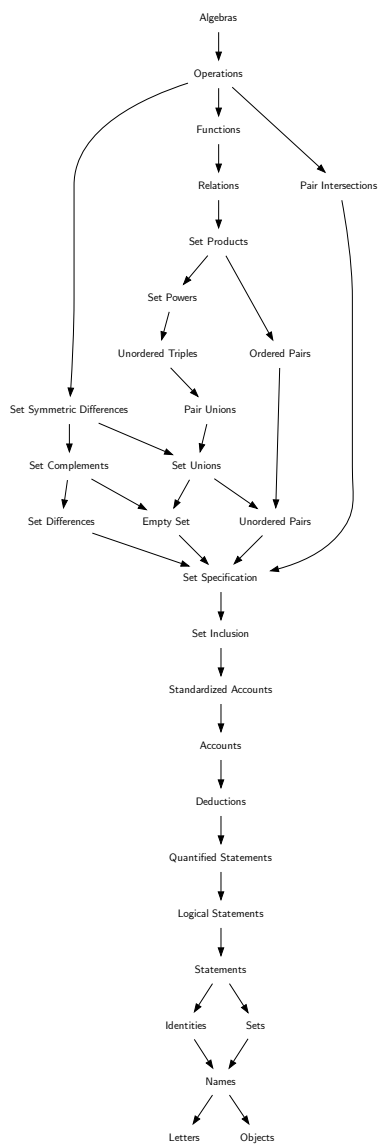 Algebras
Operations
Functions
Relations
Pair Intersections
Set Products
Set Powers
Unordered Triples
Ordered Pairs
Set Symmetric Differences
Pair Unions
Set Complements
Set Unions
Set Differences
Empty Set
Unordered Pairs
Set Specification
Set Inclusion
Standardized Accounts
Accounts
Deductions
Quantified Statements
Logical Statements
Statements
Identities
Sets
Names
Letters
Objects